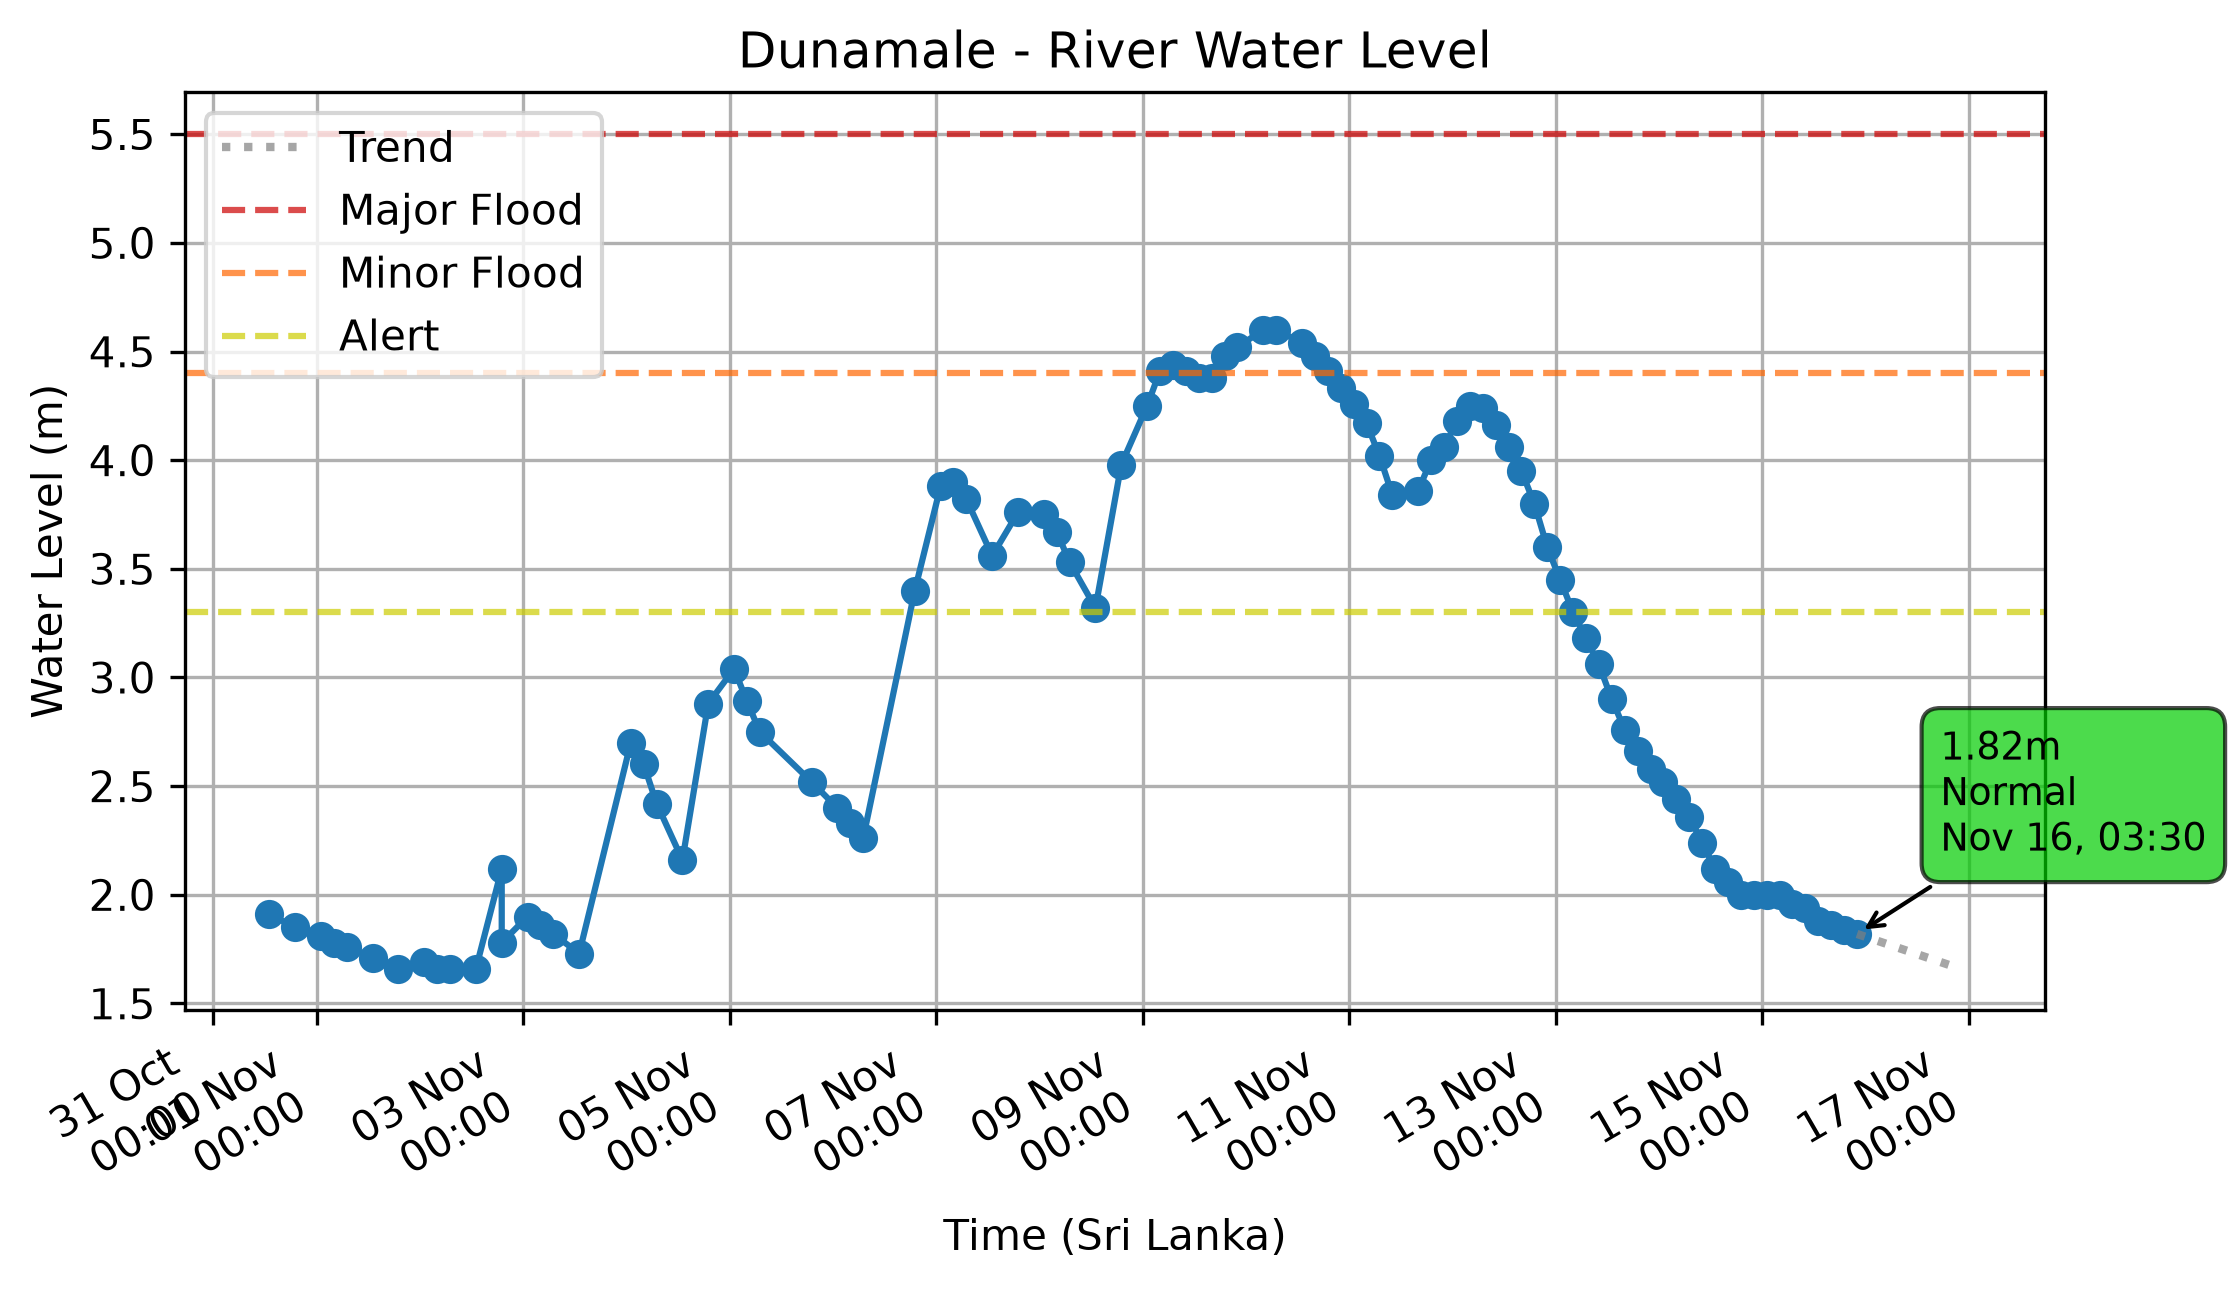 Dunamale - River Water Level
Trend
Major Flood
Minor Flood
Alert
5.5
5.0
4.5
4.0
3.5
3.0
2.5
2.0
1.5
Water Level (m)
1.82m
Normal
Nov 16, 03:30
31 Oct
00:00
01 Nov
00:00
03 Nov
00:00
05 Nov
00:00
07 Nov
00:00
09 Nov
00:00
11 Nov
00:00
13 Nov
00:00
15 Nov
00:00
17 Nov
00:00
Time (Sri Lanka)